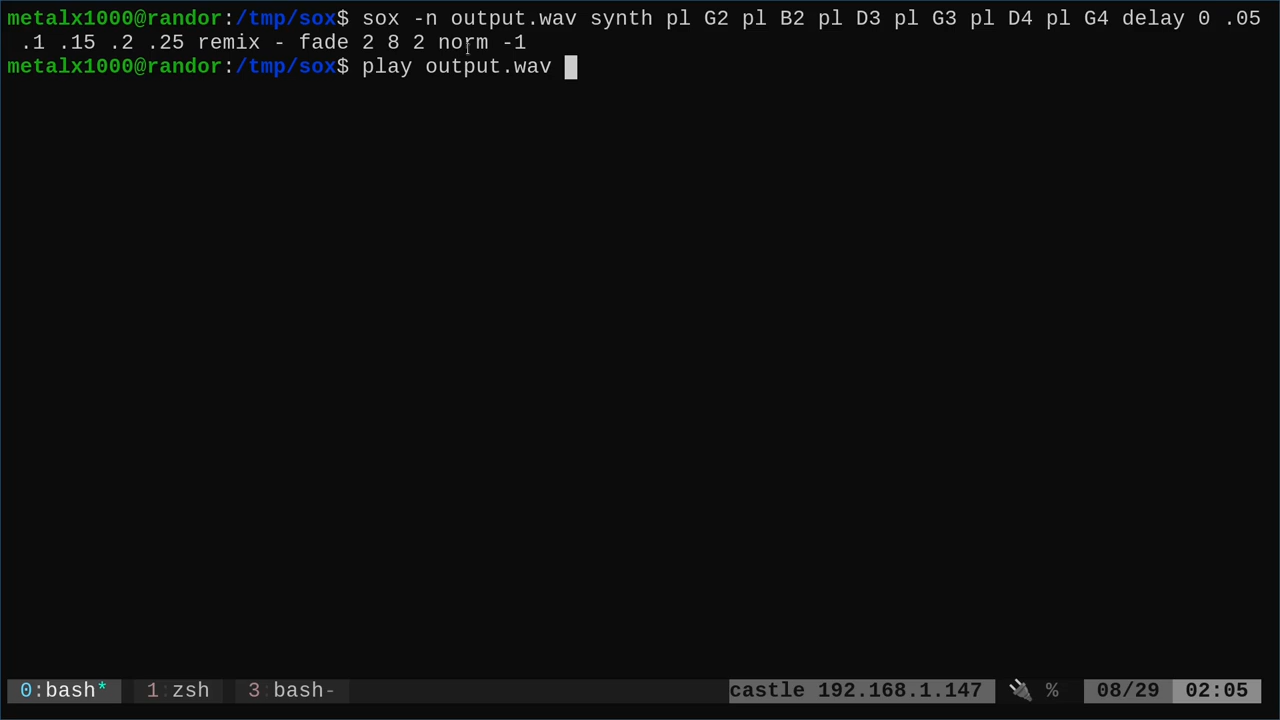 metalx1000@randor:/tmp/sox$ sox -n output.wav synth pl G2 pl B2 pl D3 pl G3 pl D4 pl G4 delay 0 .05
.1 .15 .2 .25 remix - fade 2 8 2 norm -1
metalx1000@randor:/tmp/sox$ play output.wav
0:bash* 1:zsh 3:bash- castle 192.168.1.147 🔌 % 08/29 02:05